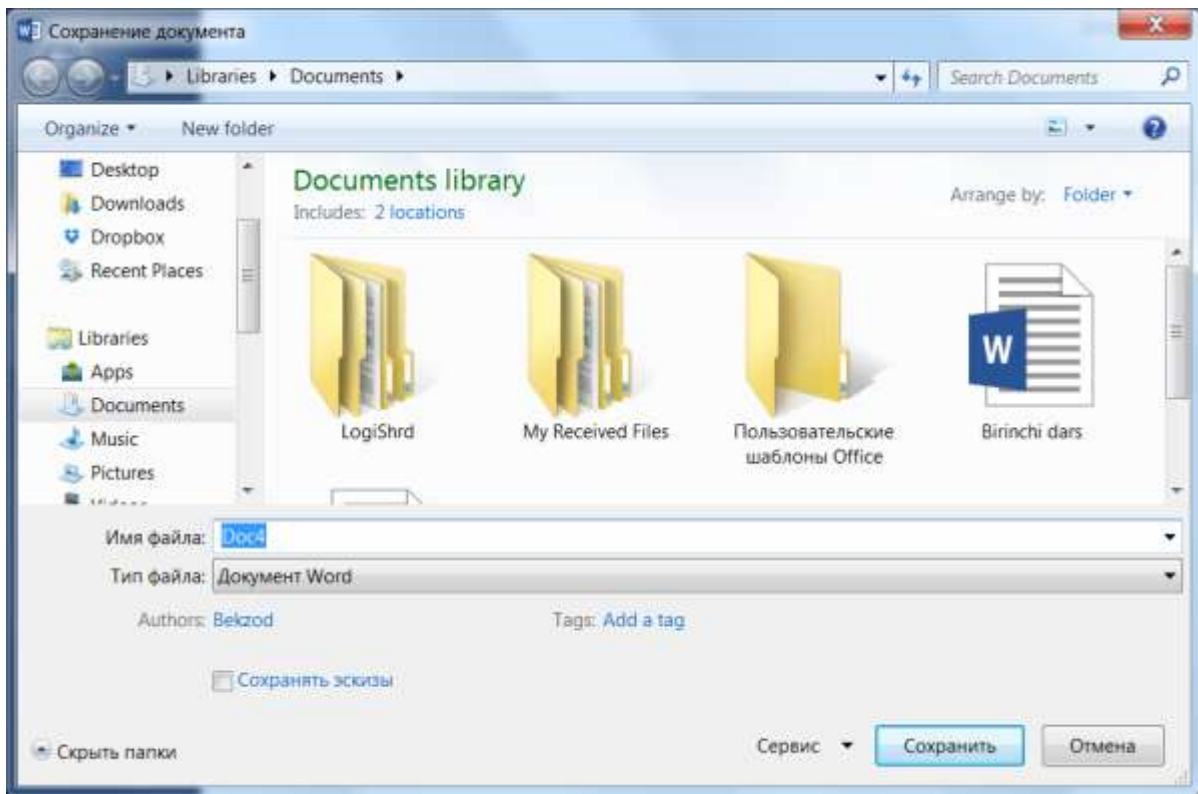 Сохранение документа
Libraries Documents
Search Documents
Organize New folder
Desktop
Downloads
Dropbox
Recent Places
Libraries
Apps
Documents
Music
Pictures
Documents library
Includes: 2 locations
Arrange by: Folder
LogiShrd
My Received Files
Пользовательские
шаблоны Office
W
Birinchi dars
Имя файла: Doc4
Тип файла: Документ Word
Authors: Bekzod
Tags: Add a tag
Сохранять эскизы
Скрыть папки
Сервис
Сохранить
Отмена